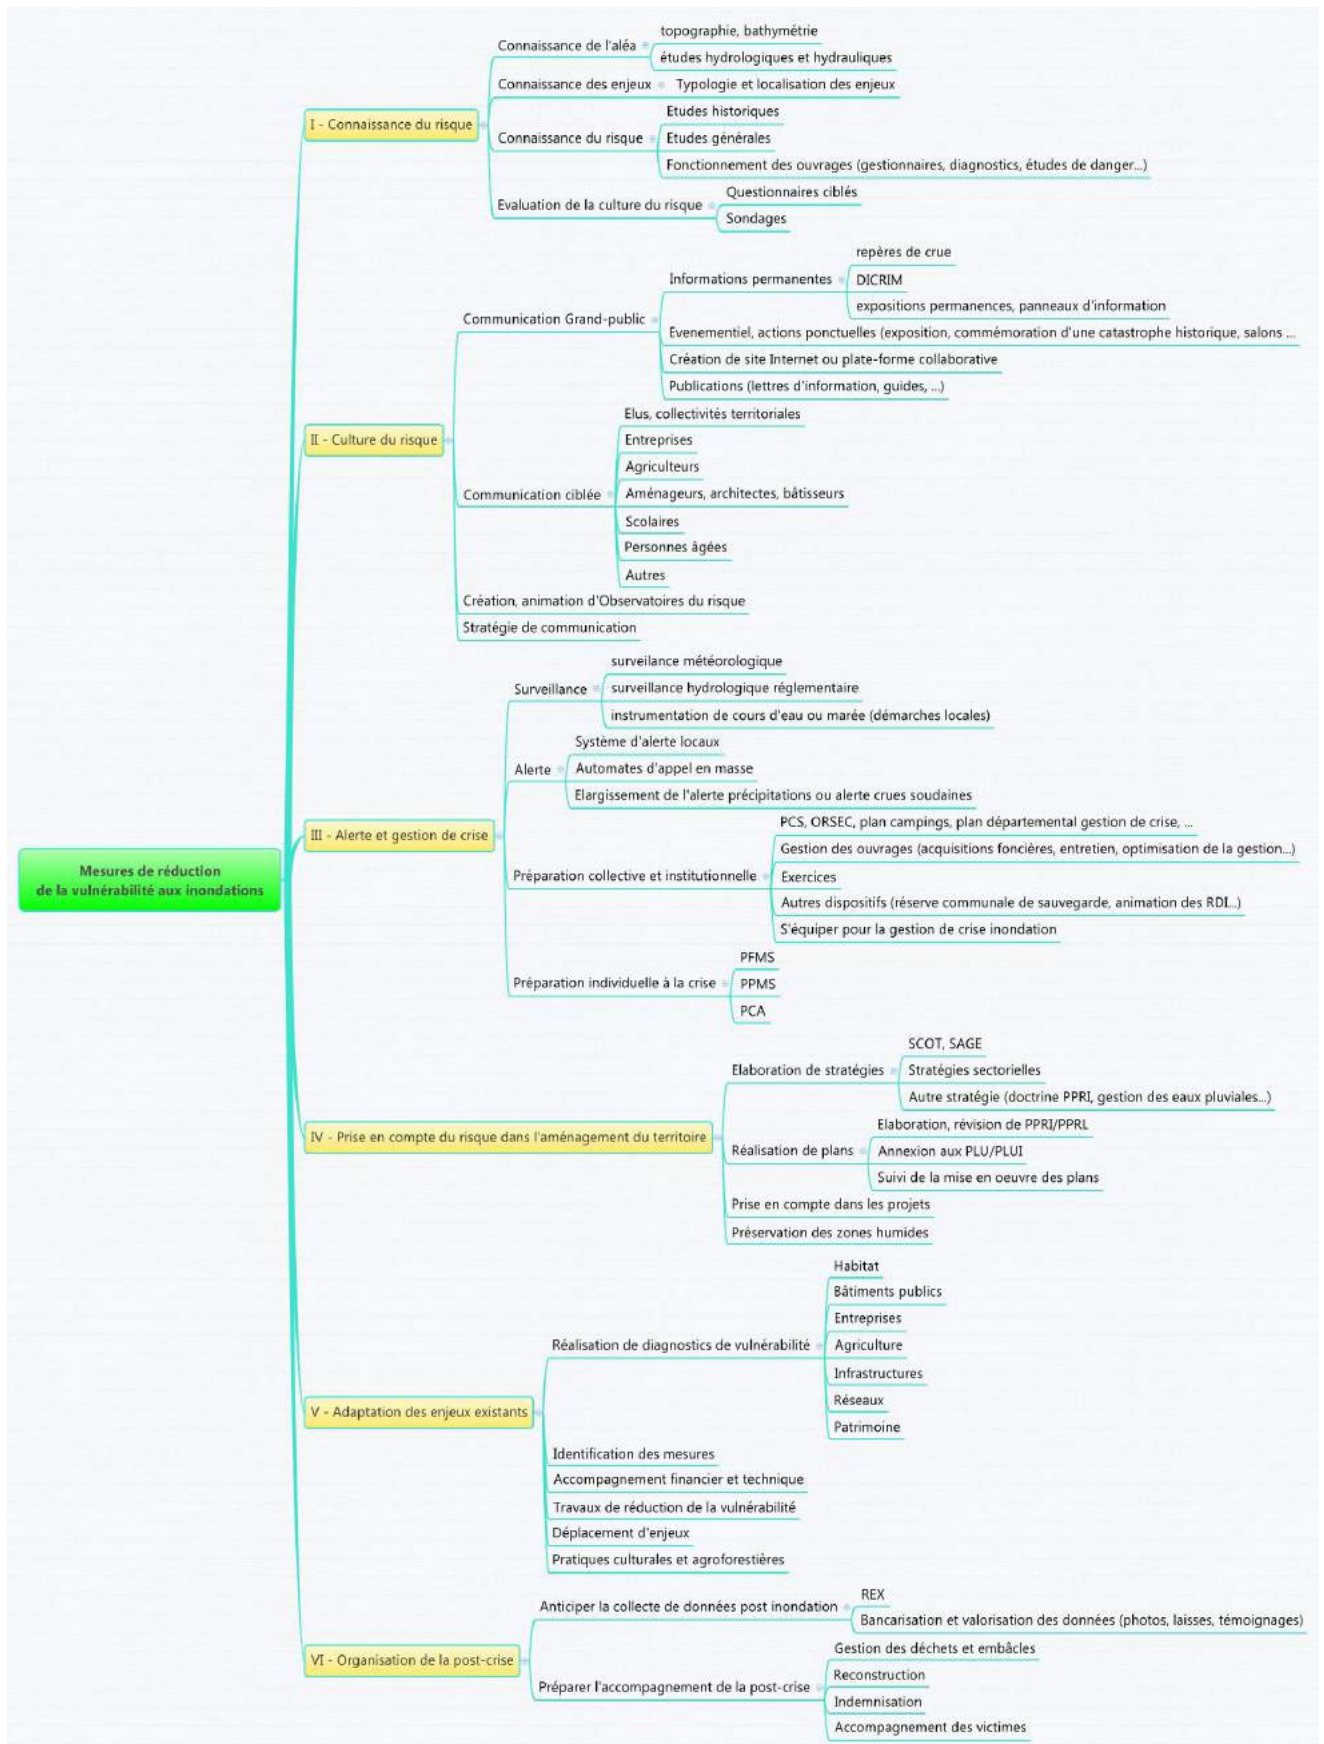 topographie, bathymétrie
Connaissance de l'aléa
études hydrologiques et hydrauliques
Connaissance des enjeux
Typologie et localisation des enjeux
Etudes historiques
I - Connaissance du risque
Connaissance du risque
Etudes générales
Fonctionnement des ouvrages (gestionnaires, diagnostics, études de danger...)
Questionnaires ciblés
Evaluation de la culture du risque
Sondages
repères de crue
Informations permanentes
DICRIM
expositions permanences, panneaux d'information
Communication Grand-public
Evenementiel, actions ponctuelles (exposition, commémoration d'une catastrophe historique, salons ...
Création de site Internet ou plate-forme collaborative
Publications (lettres d'information, guides, ...)
Elus, collectivités territoriales
II - Culture du risque
Entreprises
Agriculteurs
Communication ciblée
Aménageurs, architectes, bâtisseurs
Scolaires
Personnes âgées
Autres
Création, animation d'Observatoires du risque
Stratégie de communication
surveilance météorologique
Surveillance
surveillance hydrologique réglementaire
instrumentation de cours d'eau ou marée (démarches locales)
Système d'alerte locaux
Alerte
Automates d'appel en masse
Elargissement de l'alerte précipitations ou alerte crues soudaines
III - Alerte et gestion de crise
PCS, ORSEC, plan campings, plan départemental gestion de crise, ...
Gestion des ouvrages (acquisitions foncières, entretien, optimisation de la gestion...)
Préparation collective et institutionnelle
Exercices
Autres dispositifs (réserve communale de sauvegarde, animation des RDI...)
S'équiper pour la gestion de crise inondation
Mesures de réduction
de la vulnérabilité aux inondations
PFMS
Préparation individuelle à la crise
PPMS
PCA
SCOT, SAGE
Elaboration de stratégies
Stratégies sectorielles
Autre stratégie (doctrine PPRI, gestion des eaux pluviales...)
IV - Prise en compte du risque dans l'aménagement du territoire
Elaboration, révision de PPRI/PPRL
Réalisation de plans
Annexion aux PLU/PLUI
Suivi de la mise en oeuvre des plans
Prise en compte dans les projets
Préservation des zones humides
Habitat
Bâtiments publics
Entreprises
Réalisation de diagnostics de vulnérabilité
Agriculture
Infrastructures
Réseaux
Patrimoine
V - Adaptation des enjeux existants
Identification des mesures
Accompagnement financier et technique
Travaux de réduction de la vulnérabilité
Déplacement d'enjeux
Pratiques culturales et agroforestières
REX
Anticiper la collecte de données post inondation
Bancarisation et valorisation des données (photos, laisses, témoignages)
VI - Organisation de la post-crise
Gestion des déchets et embâcles
Reconstruction
Préparer l'accompagnement de la post-crise
Indemnisation
Accompagnement des victimes